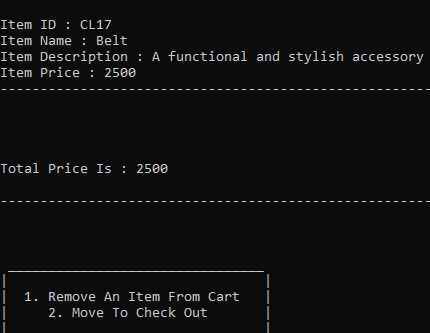 Item ID : CL17
Item Name : Belt
Item Description : A functional and stylish accessory
Item Price : 2500
Total Price Is : 2500
1. Remove An Item From Cart
2. Move To Check Out